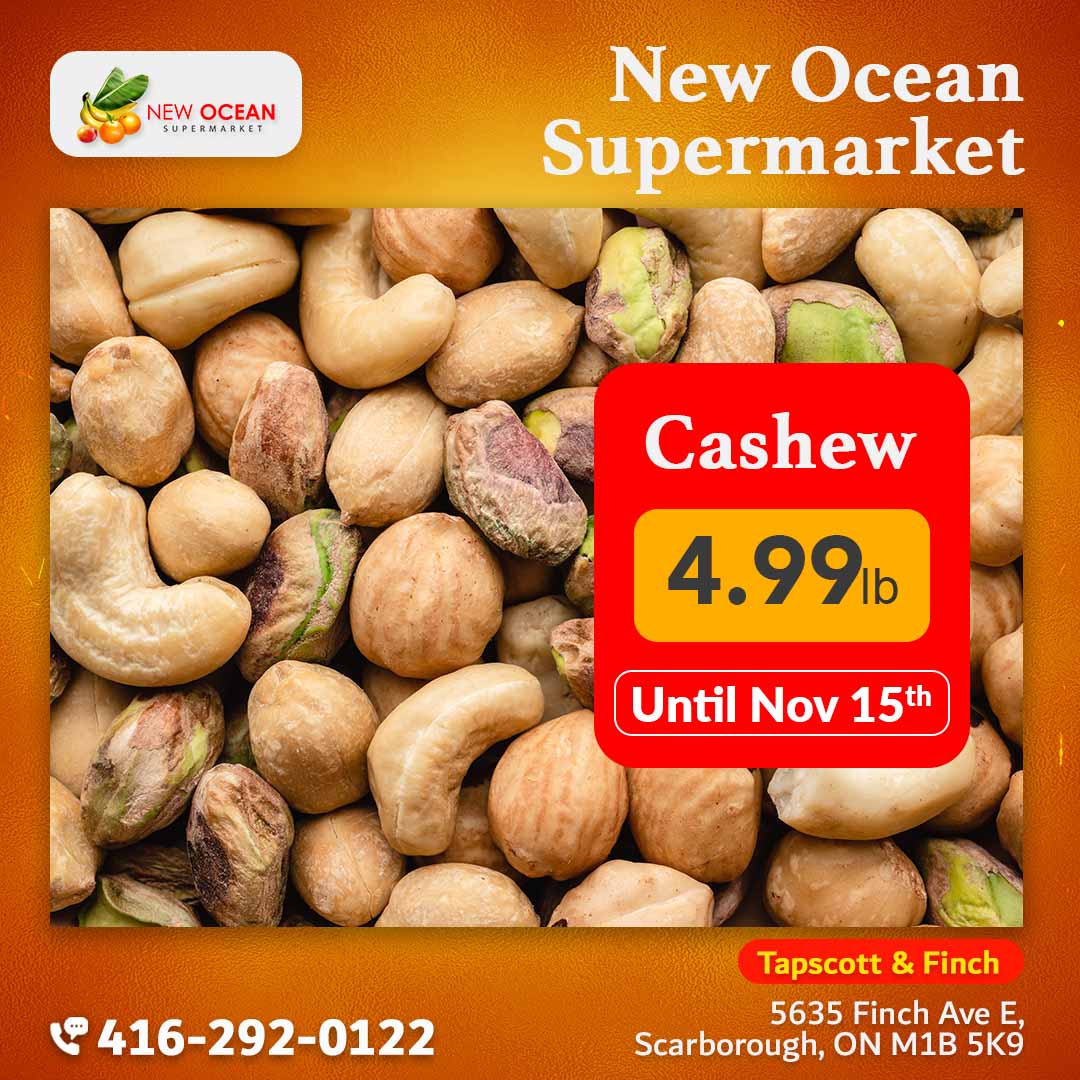 NEW OCEAN
SUPERMARKET
New Ocean
Supermarket
Cashew
4.99lb
Until Nov 15th
Tapscott & Finch
5635 Finch Ave E,
Scarborough, ON M1B 5K9
416-292-0122